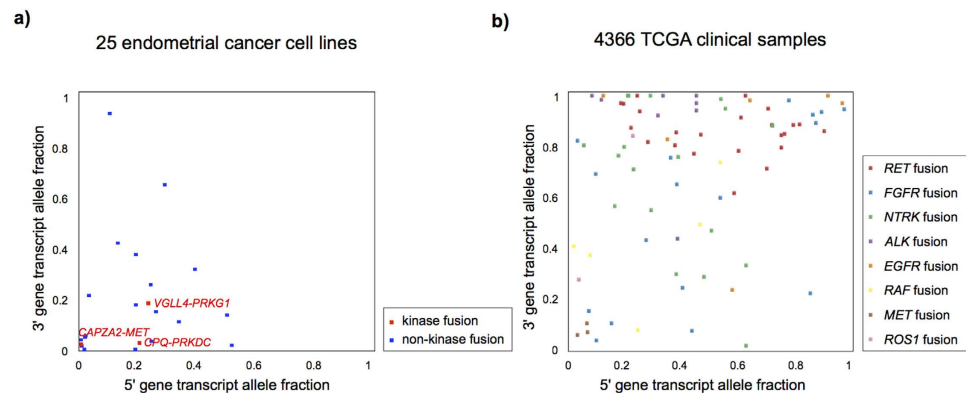 a)
25 endometrial cancer cell lines
3' gene transcript allele fraction
1
0.8
0.6
0.4
0.2
0
VGLL4-PRKG1
CAPZA2-MET
CPQ-PRKDC
0
0.2
0.4
0.6
0.8
1
5' gene transcript allele fraction
kinase fusion
non-kinase fusion
b)
4366 TCGA clinical samples
3' gene transcript allele fraction
1
0.8
0.6
0.4
0.2
0
0
0.2
0.4
0.6
0.8
1
5' gene transcript allele fraction
RET fusion
FGFR fusion
NTRK fusion
ALK fusion
EGFR fusion
RAF fusion
MET fusion
ROS1 fusion